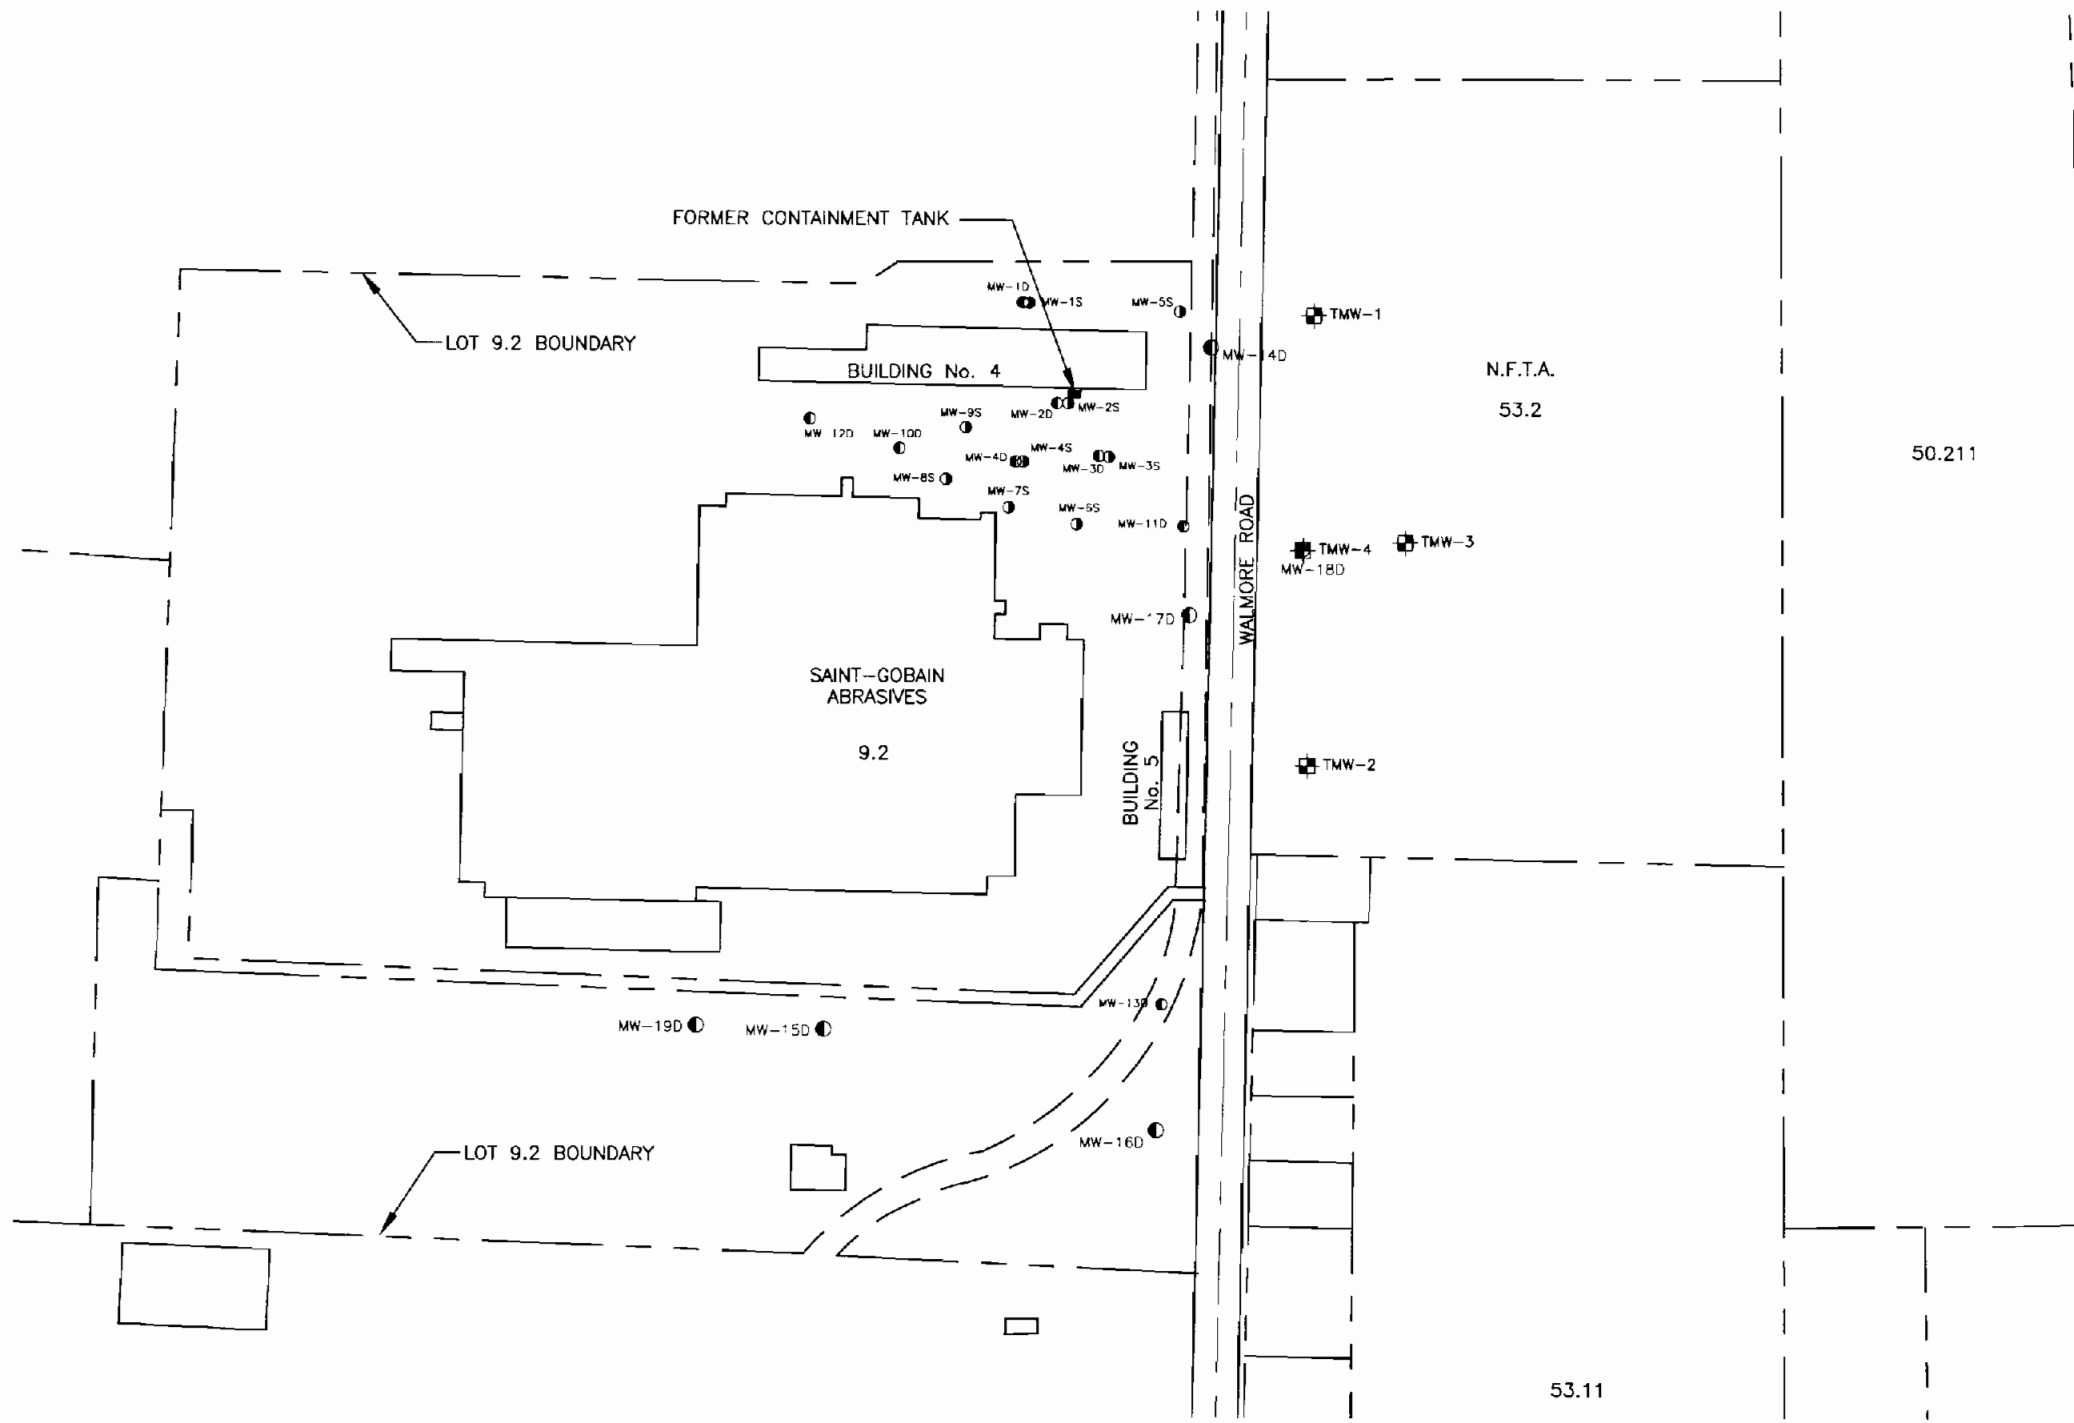 FORMER CONTAINMENT TANK
MW-1D
MW-1S
MW-5S
TMW-1
LOT 9.2 BOUNDARY
MW-14D
BUILDING No. 4
N.F.T.A.
53.2
MW-9S
MW-2D
MW-2S
MW 12D
MW-10D
MW-4S
MW-4D
MW-3D
MW-3S
50.211
MW-8S
MW-7S
MW-6S
MW-11D
WALMORE ROAD
TMW-4
TMW-3
MW-18D
MW-17D
SAINT-GOBAIN
ABRASIVES
9.2
BUILDING
No. 5
TMW-2
MW-13D
MW-19D
MW-15D
MW-16D
LOT 9.2 BOUNDARY
53.11